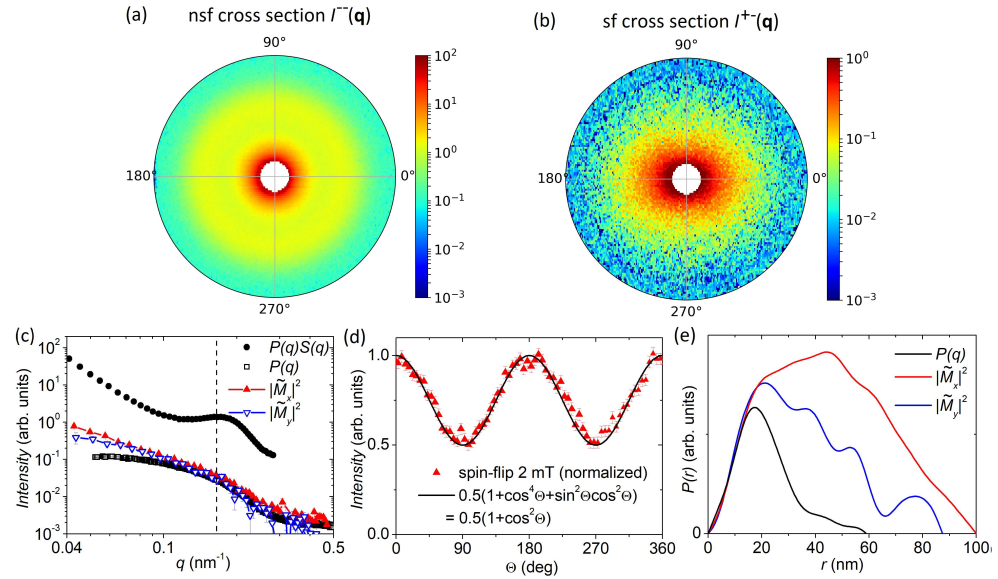 (a) nsf cross section I⁻⁻(q)
90°
180°
0°
270°
10²
10¹
10⁰
10⁻¹
10⁻²
10⁻³
(b) sf cross section I⁺⁻(q)
90°
180°
0°
270°
10⁰
10⁻¹
10⁻²
10⁻³
(c)
Intensity (arb. units)
10²
10¹
10⁰
10⁻¹
10⁻²
10⁻³
P(q)S(q)
P(q)
|M̃ₓ|²
|M̃ᵧ|²
0.04 0.1 0.5
q (nm⁻¹)
(d)
Intensity (arb. units)
1.0
0.5
0.0
spin-flip 2 mT (normalized)
0.5(1+cos⁴Θ+sin²Θcos²Θ)
= 0.5(1+cos²Θ)
0 90 180 270 360
Θ (deg)
(e)
P(r) (arb. units)
0
P(q)
|M̃ₓ|²
|M̃ᵧ|²
0 20 40 60 80 100
r (nm)